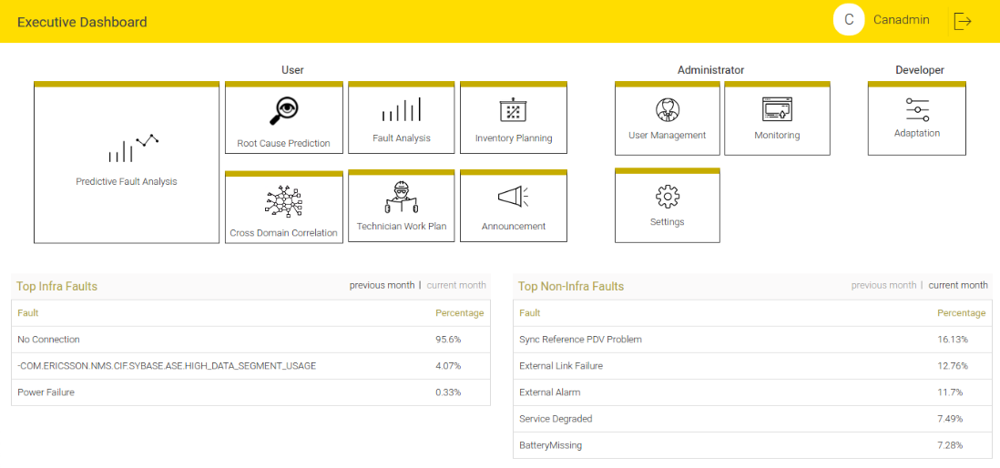 Executive Dashboard
C
Canadmin
User
Administrator
Developer
Predictive Fault Analysis
Root Cause Prediction
Fault Analysis
Inventory Planning
User Management
Monitoring
Adaptation
Cross Domain Correlation
Technician Work Plan
Announcement
Settings
Top Infra Faults previous month | current month
Fault Percentage
No Connection 95.6%
-COM.ERICSSON.NMS.CIF.SYBASE.ASE.HIGH_DATA_SEGMENT_USAGE 4.07%
Power Failure 0.33%
Top Non-Infra Faults previous month | current month
Fault Percentage
Sync Reference PDV Problem 16.13%
External Link Failure 12.76%
External Alarm 11.7%
Service Degraded 7.49%
BatteryMissing 7.28%